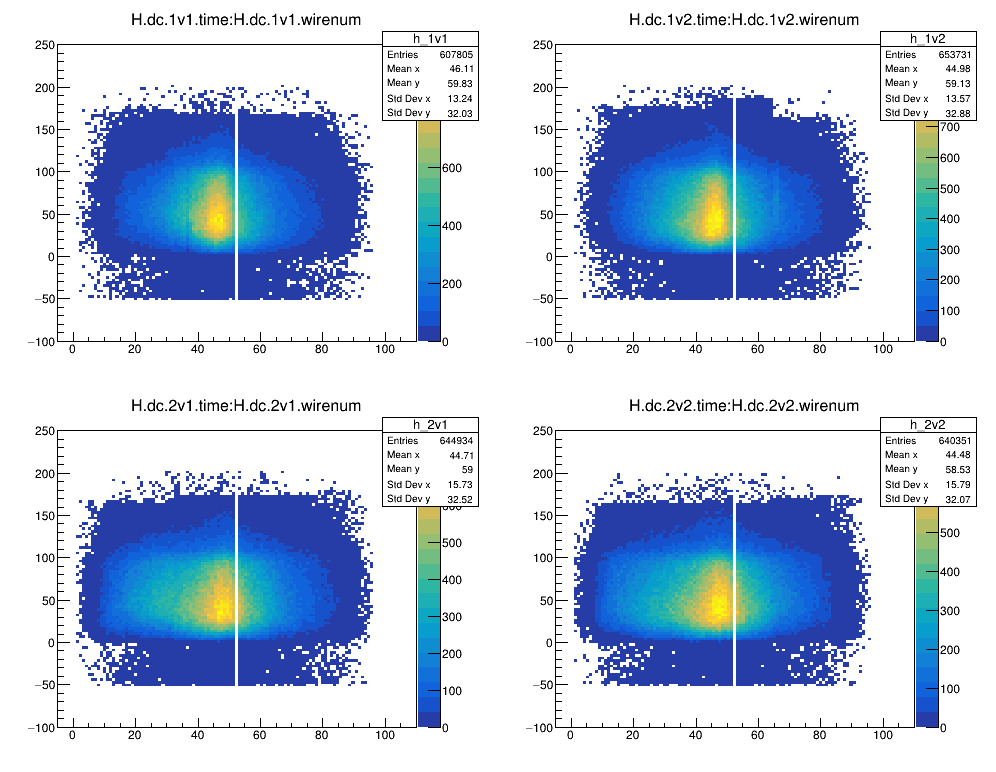 H.dc.1v1.time:H.dc.1v1.wirenum
h_1v1
Entries 607805
Mean x 46.11
Mean y 59.83
Std Dev x 13.24
Std Dev y 32.03
250
200
150
100
50
0
−50
−100
0 20 40 60 80 100
600
400
200
0
H.dc.1v2.time:H.dc.1v2.wirenum
h_1v2
Entries 653731
Mean x 44.98
Mean y 59.13
Std Dev x 13.57
Std Dev y 32.88
250
200
150
100
50
0
−50
−100
0 20 40 60 80 100
700
600
500
400
300
200
100
0
H.dc.2v1.time:H.dc.2v1.wirenum
h_2v1
Entries 644934
Mean x 44.71
Mean y 59
Std Dev x 15.73
Std Dev y 32.52
250
200
150
100
50
0
−50
−100
0 20 40 60 80 100
600
500
400
300
200
100
0
H.dc.2v2.time:H.dc.2v2.wirenum
h_2v2
Entries 640351
Mean x 44.48
Mean y 58.53
Std Dev x 15.79
Std Dev y 32.07
250
200
150
100
50
0
−50
−100
0 20 40 60 80 100
500
400
300
200
100
0